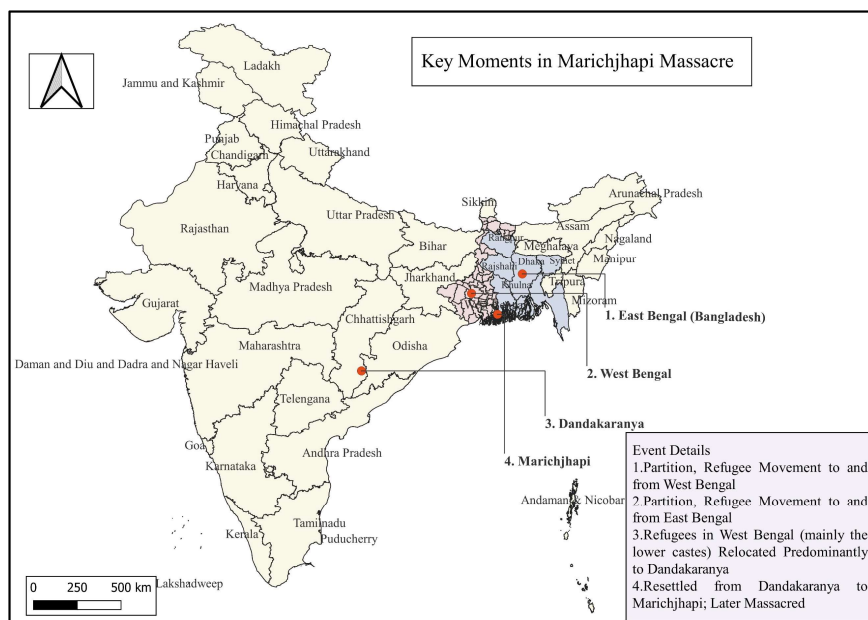 Key Moments in Marichjhapi Massacre
Ladakh
Jammu and Kashmir
Himachal Pradesh
Punjab
Chandigarh
Uttarakhand
Haryana
Rajasthan
Uttar Pradesh
Sikkim
Arunachal Pradesh
Assam
Nagaland
Bihar
Rangpur
Meghalaya
Manipur
Rajshahi
Dhaka
Sylhet
Jharkhand
Khulna
Tripura
Madhya Pradesh
Gujarat
Mizoram
Chhattishgarh
1. East Bengal (Bangladesh)
Maharashtra
Odisha
Daman and Diu and Dadra and Nagar Haveli
2. West Bengal
Telengana
3. Dandakaranya
Goa
Andhra Pradesh
Karnataka
4. Marichjhapi
Andaman & Nicobar
Tamilnadu
Kerala
Puducherry
Lakshadweep
0 250 500 km
Event Details
1.Partition, Refugee Movement to and
from West Bengal
2.Partition, Refugee Movement to and
from East Bengal
3.Refugees in West Bengal (mainly the
lower castes) Relocated Predominantly
to Dandakaranya
4.Resettled from Dandakaranya to
Marichjhapi; Later Massacred